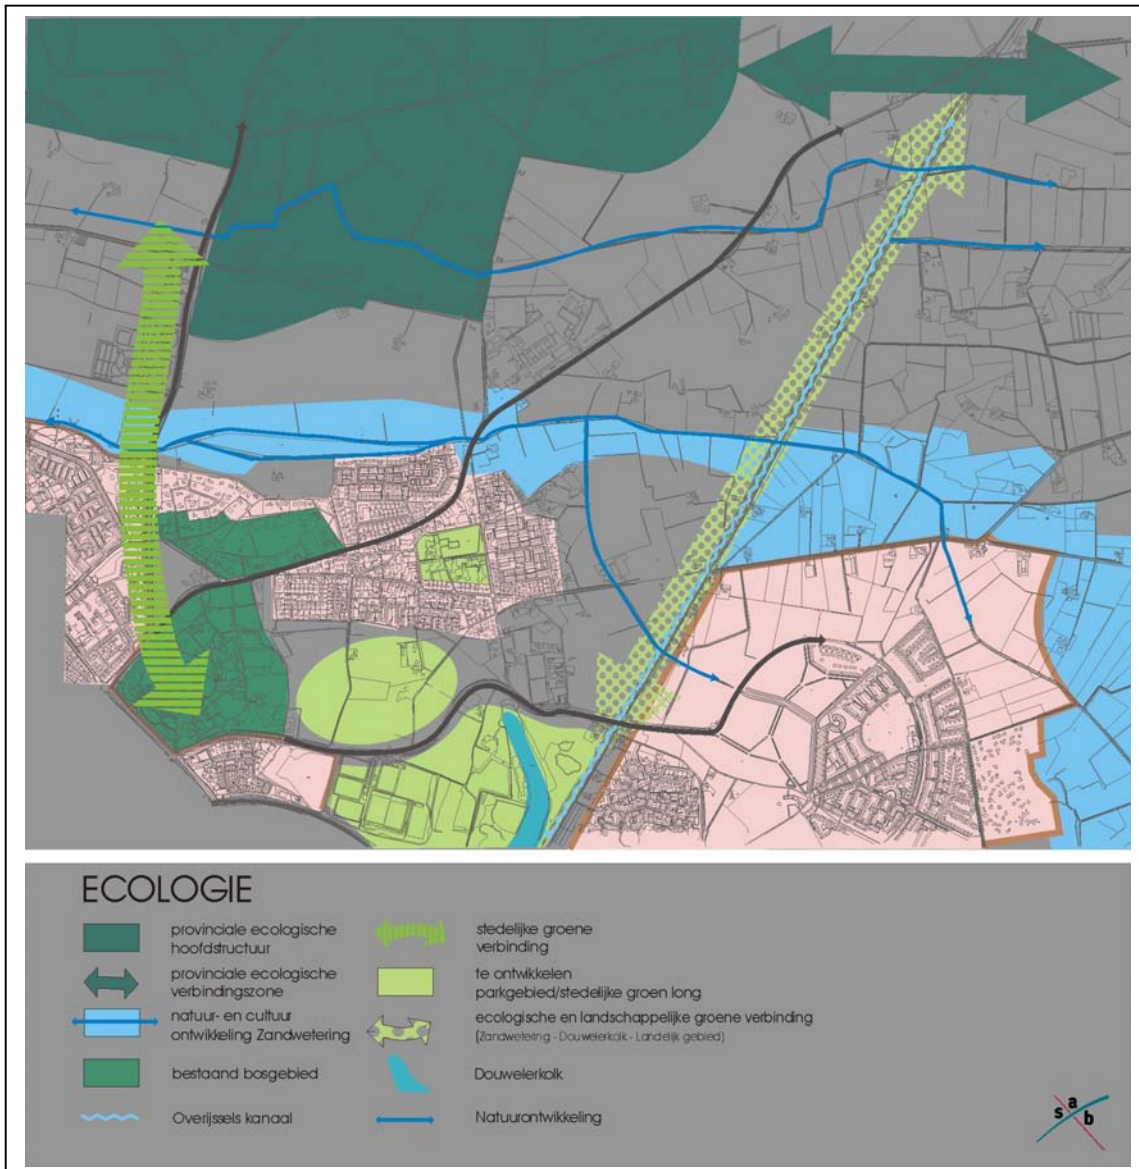 ECOLOGIE
provinciale ecologische
hoofdstructuur
provinciale ecologische
verbindingszone
natuur- en cultuur
ontwikkeling Zandwetering
bestaand bosgebied
Overijssels kanaal
stedelijke groene
verbinding
te ontwikkelen
parkgebied/stedelijke groen long
ecologische en landschappelijke groene verbinding
(Zandwetering - Douwelerkolk - Landelijk gebied)
Douwelerkolk
Natuurontwikkeling
sab